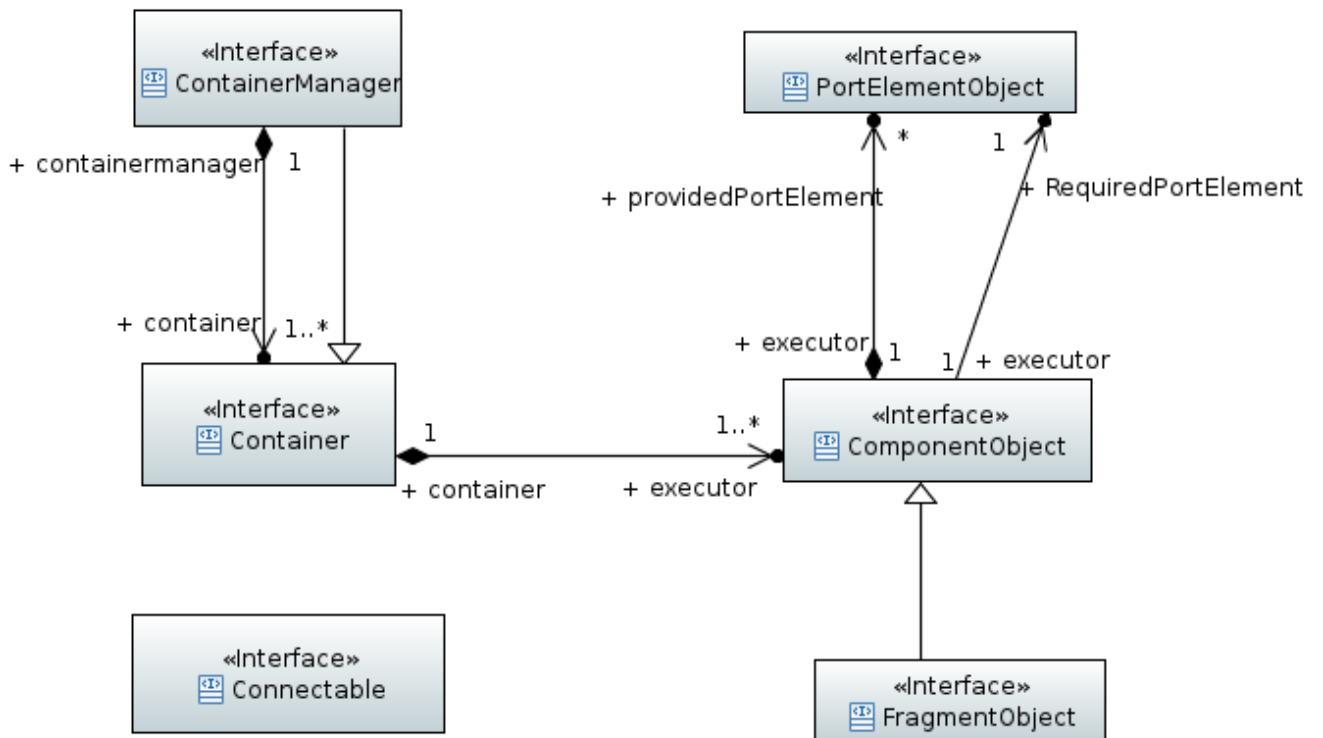 «Interface»
ContainerManager
«Interface»
PortElementObject
+ containermanager
1
*
1
+ providedPortElement
+ RequiredPortElement
+ container
1..*
+ executor
1
1
+ executor
«Interface»
Container
1
1..*
«Interface»
ComponentObject
+ container
+ executor
«Interface»
Connectable
«Interface»
FragmentObject